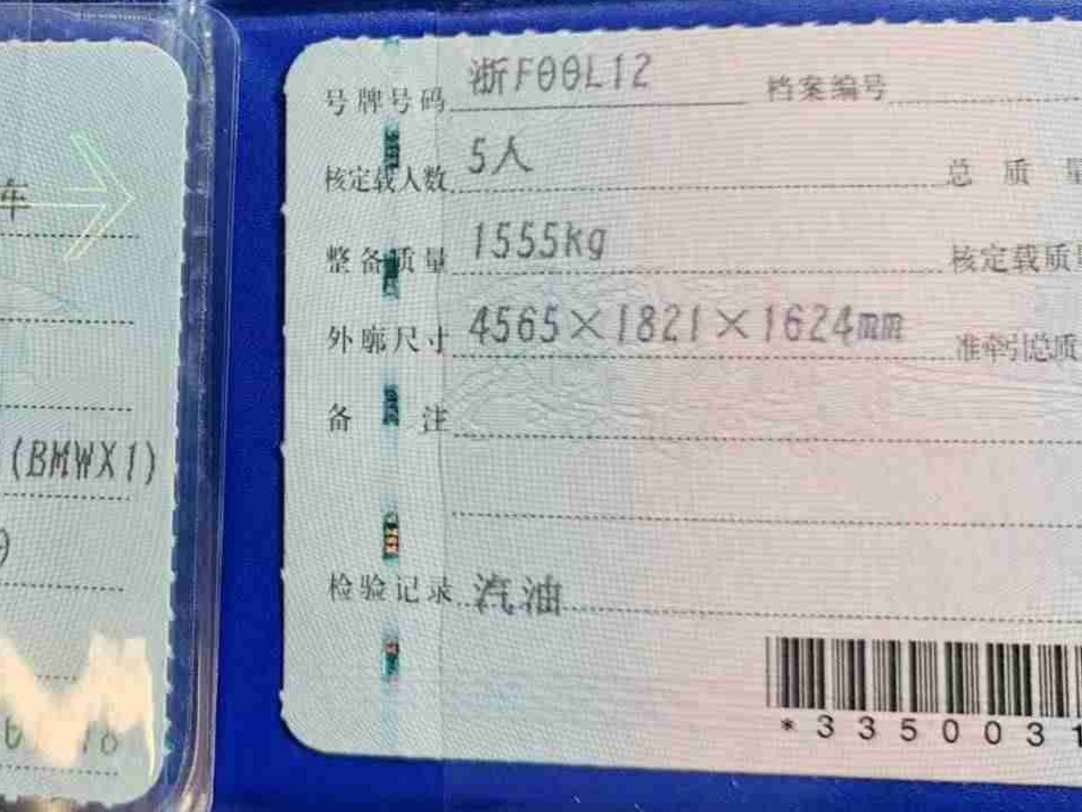 车
(BMWX1)
号牌号码 浙F00L12 档案编号
核定载人数 5人 总质量
整备质量 1555kg 核定载质量
外廓尺寸 4565×1821×1624mm 准牵引总质
备注
检验记录 汽油
*3350031